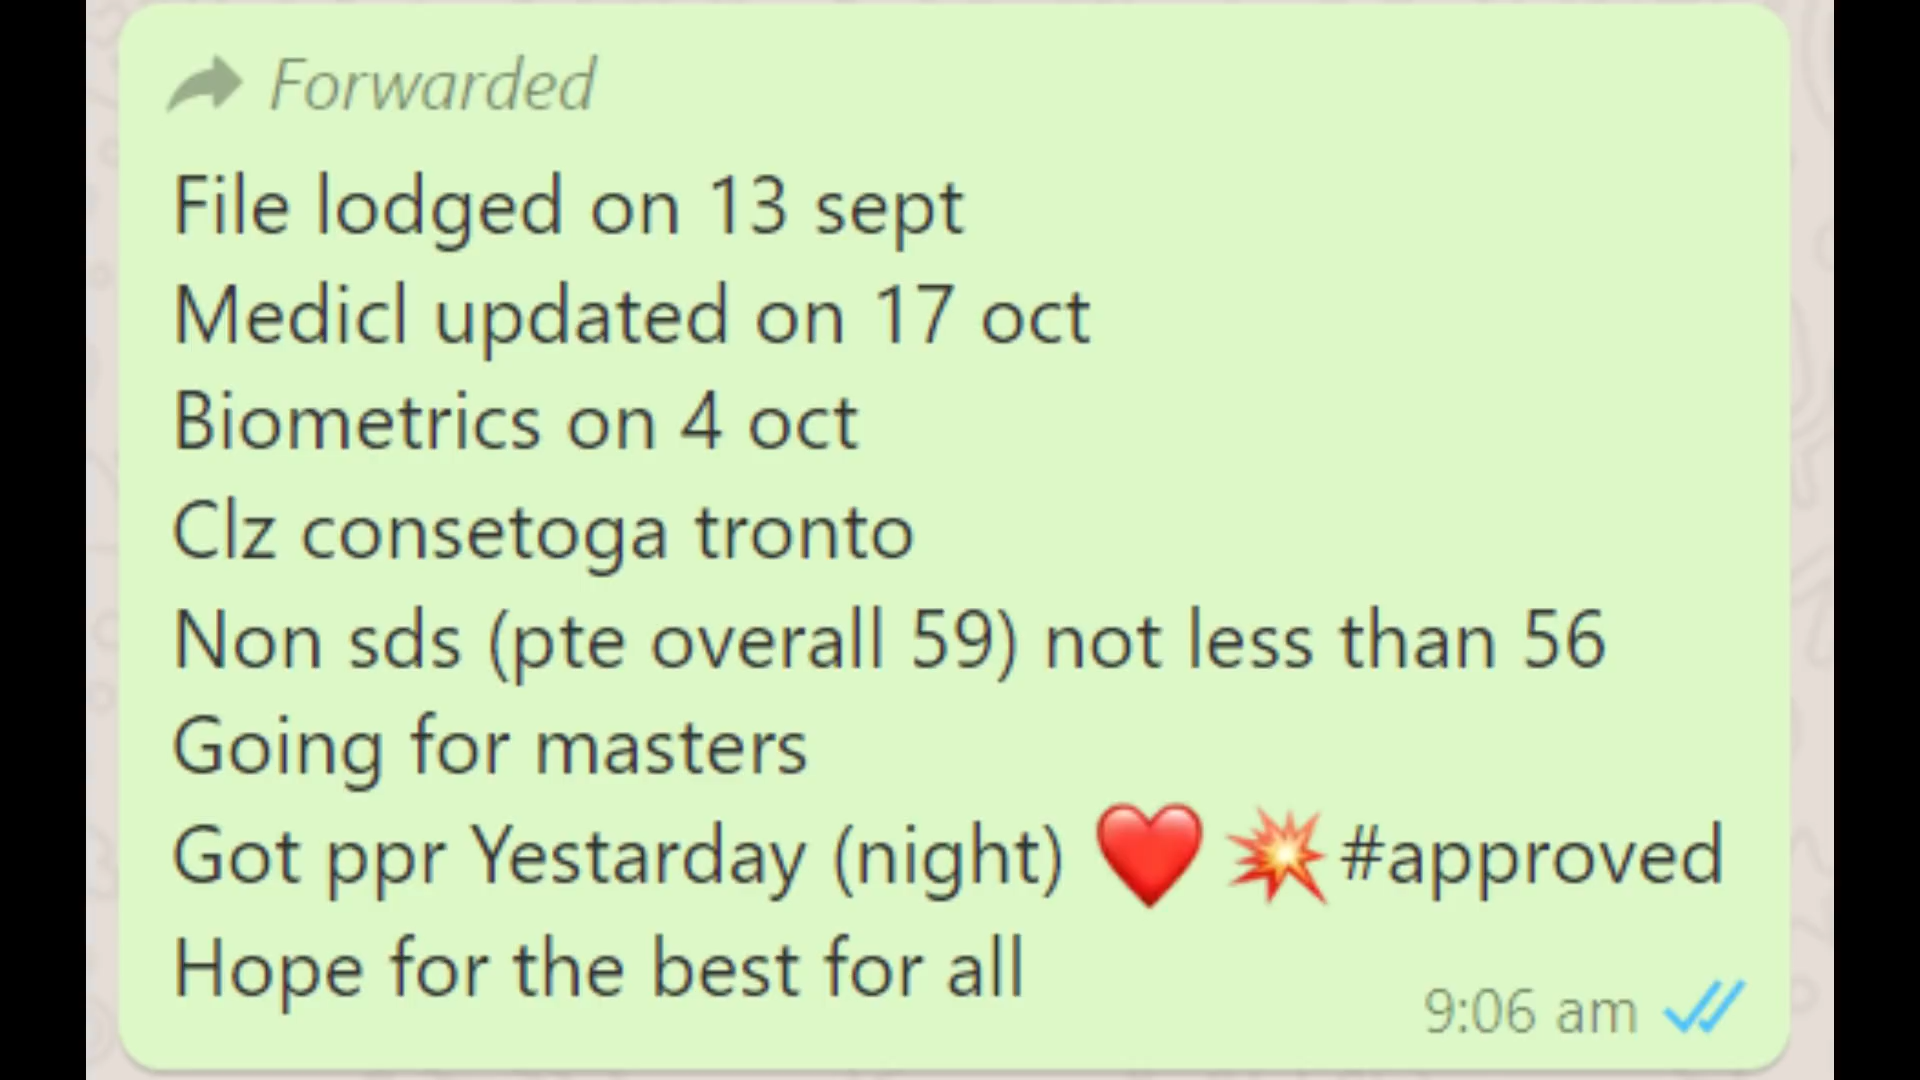 Forwarded
File lodged on 13 sept
Medicl updated on 17 oct
Biometrics on 4 oct
Clz consetoga tronto
Non sds (pte overall 59) not less than 56
Going for masters
Got ppr Yestarday (night) ❤️ 💥#approved
Hope for the best for all
9:06 am